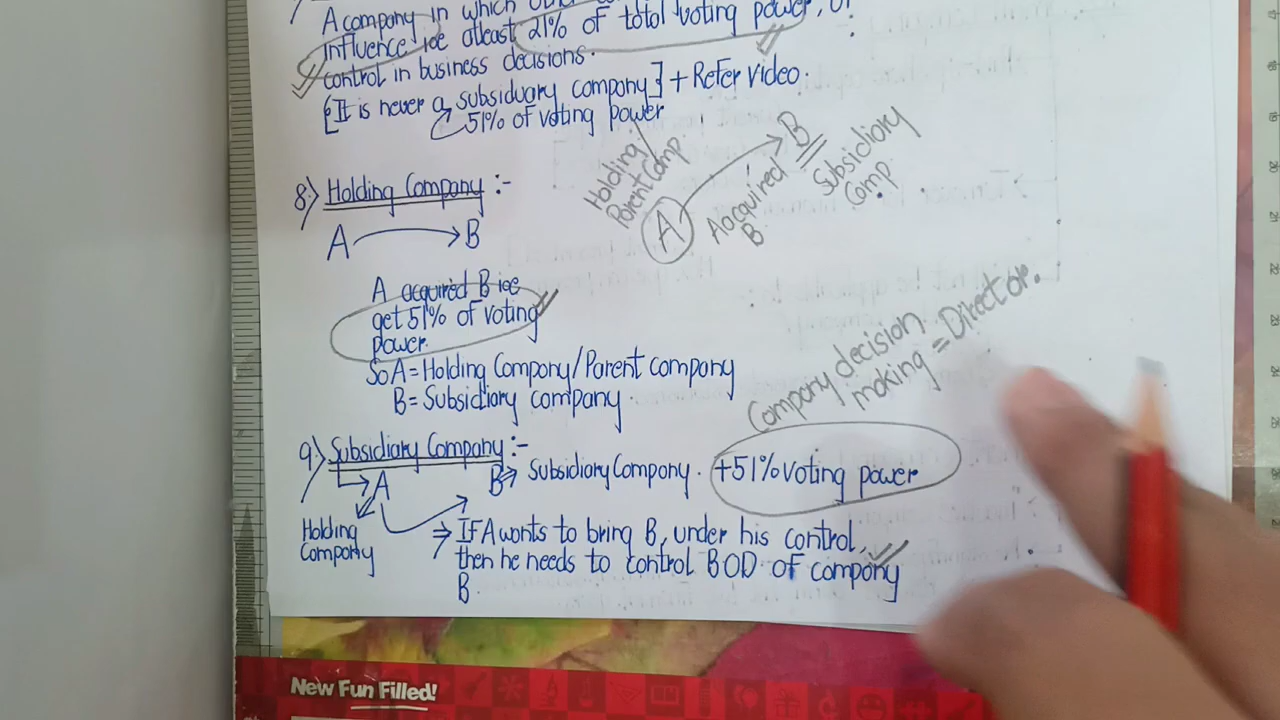 A company in which
influence ice atleast 21% of total voting power, or
control in business decisions.
[It is never a subsiduary company] + Refer video.
51% of voting power
Holding/
Parent Comp
A
A acquired
B
B
Subsidiory
Comp
8.) Holding Company :-
A → B
A acquired B ice
get 51% of voting
power.
So A = Holding Company/Parent company
B = Subsidiary company.
Company decision
making = Director.
9.) Subsidiary Company :-
A
B → Subsidiary Company. +51% voting power
Holding
Company
⇒ If A wants to bring B, under his control,
then he needs to control BOD of company
B.
New Fun Filled!